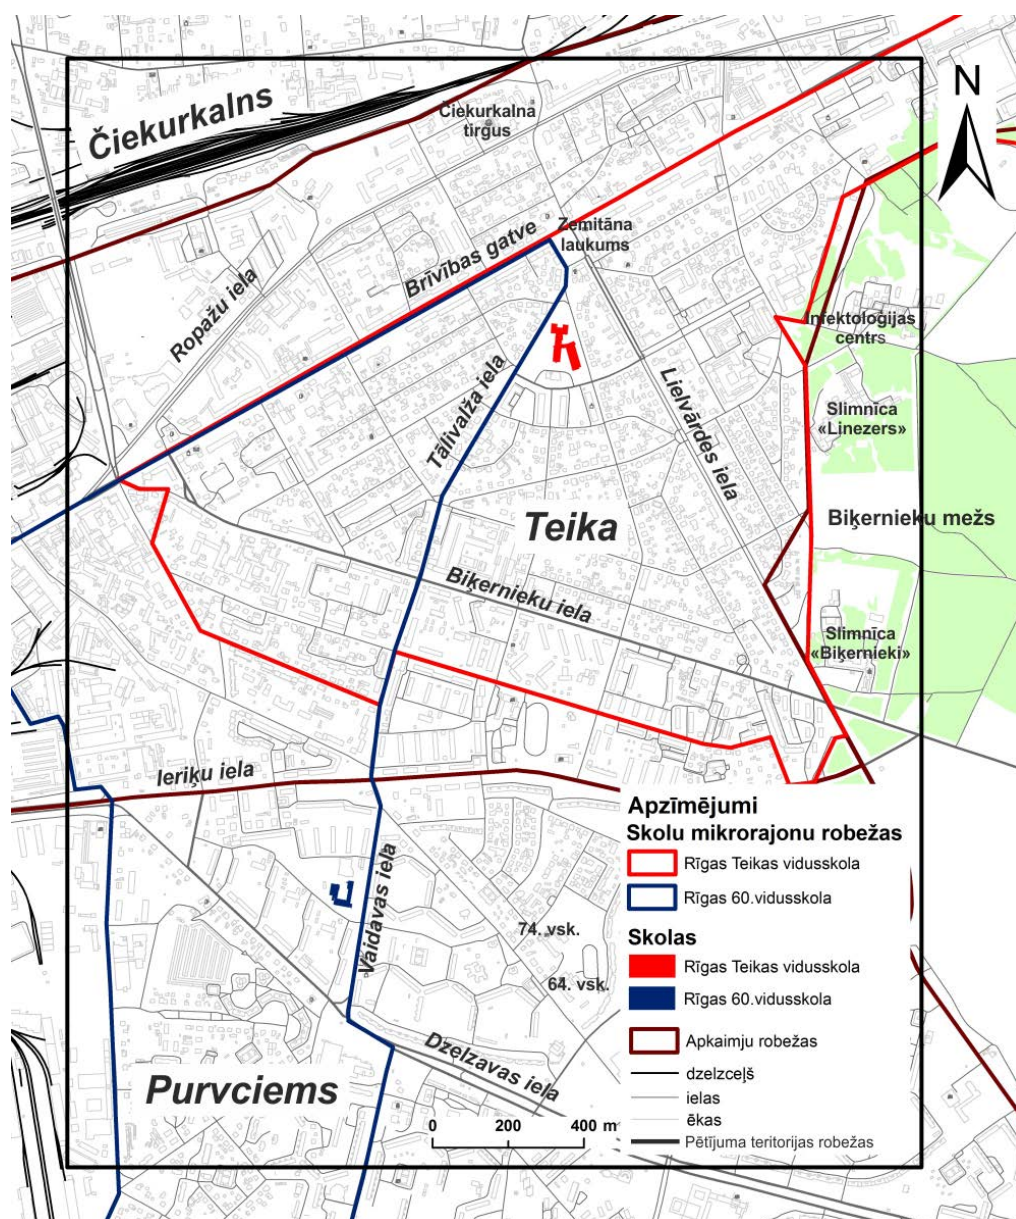 N
Čiekurkalns
Čiekurkalna
tirgus
Zemitāna
laukums
Brīvības gatve
Ropažu iela
Infektoloģijas
centrs
Tālivalža iela
Lielvārdes iela
Slimnīca
«Linezers»
Teika
Biķernieku mežs
Biķernieku iela
Slimnīca
«Biķernieki»
Ieriķu iela
Vaidavas iela
74. vsk.
64. vsk.
Dzelzavas iela
Purvciems
0 200 400 m
Apzīmējumi
Skolu mikrorajonu robežas
Rīgas Teikas vidusskola
Rīgas 60.vidusskola
Skolas
Rīgas Teikas vidusskola
Rīgas 60.vidusskola
Apkaimju robežas
dzelzceļš
ielas
ēkas
Pētījuma teritorijas robežas